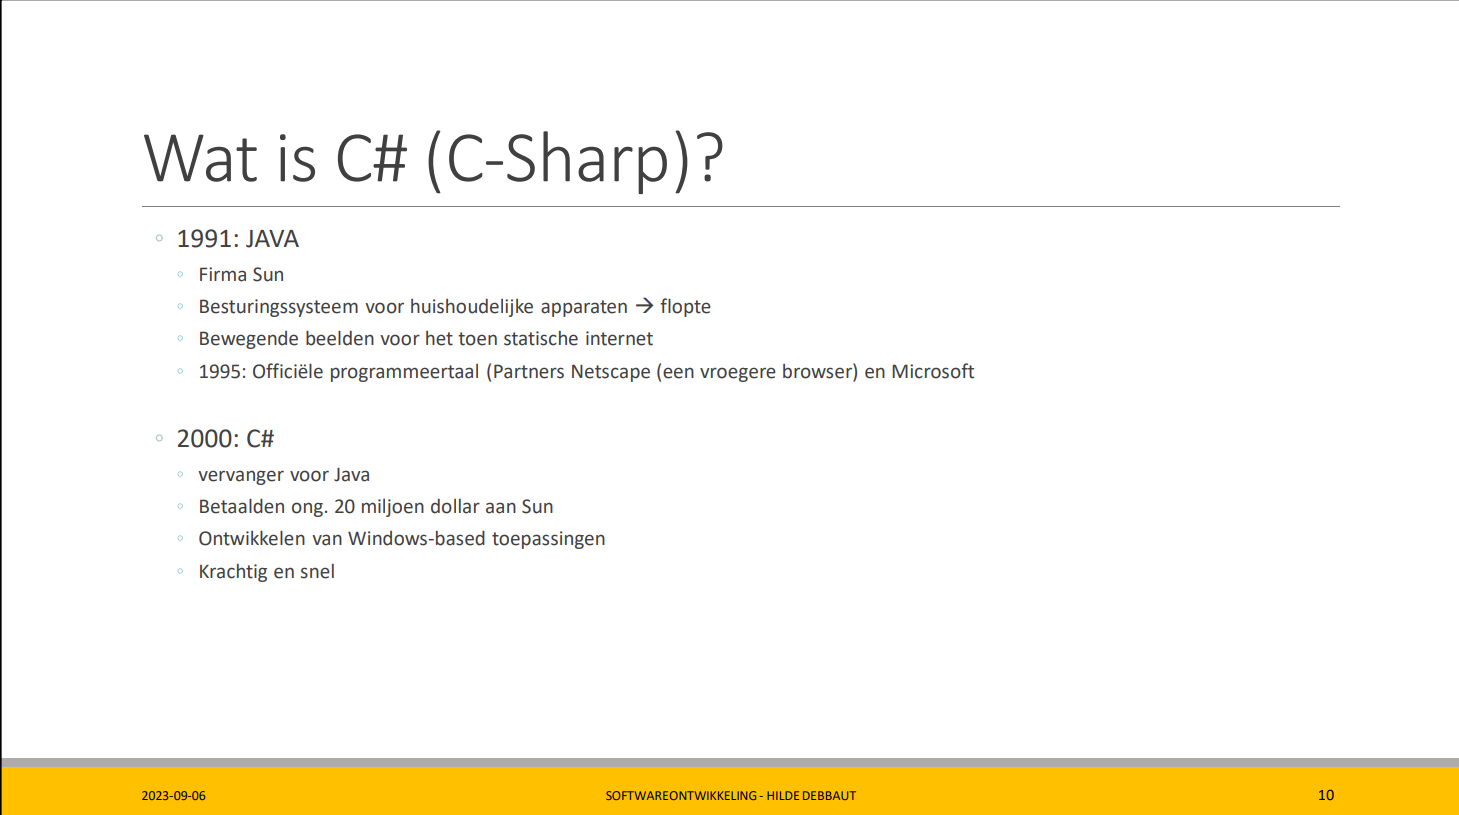 Wat is C# (C-Sharp)?
◦ 1991: JAVA
◦ Firma Sun
◦ Besturingssysteem voor huishoudelijke apparaten → flopte
◦ Bewegende beelden voor het toen statische internet
◦ 1995: Officiële programmeertaal (Partners Netscape (een vroegere browser) en Microsoft
◦ 2000: C#
◦ vervanger voor Java
◦ Betaalden ong. 20 miljoen dollar aan Sun
◦ Ontwikkelen van Windows-based toepassingen
◦ Krachtig en snel
2023-09-06 SOFTWAREONTWIKKELING - HILDE DEBBAUT 10